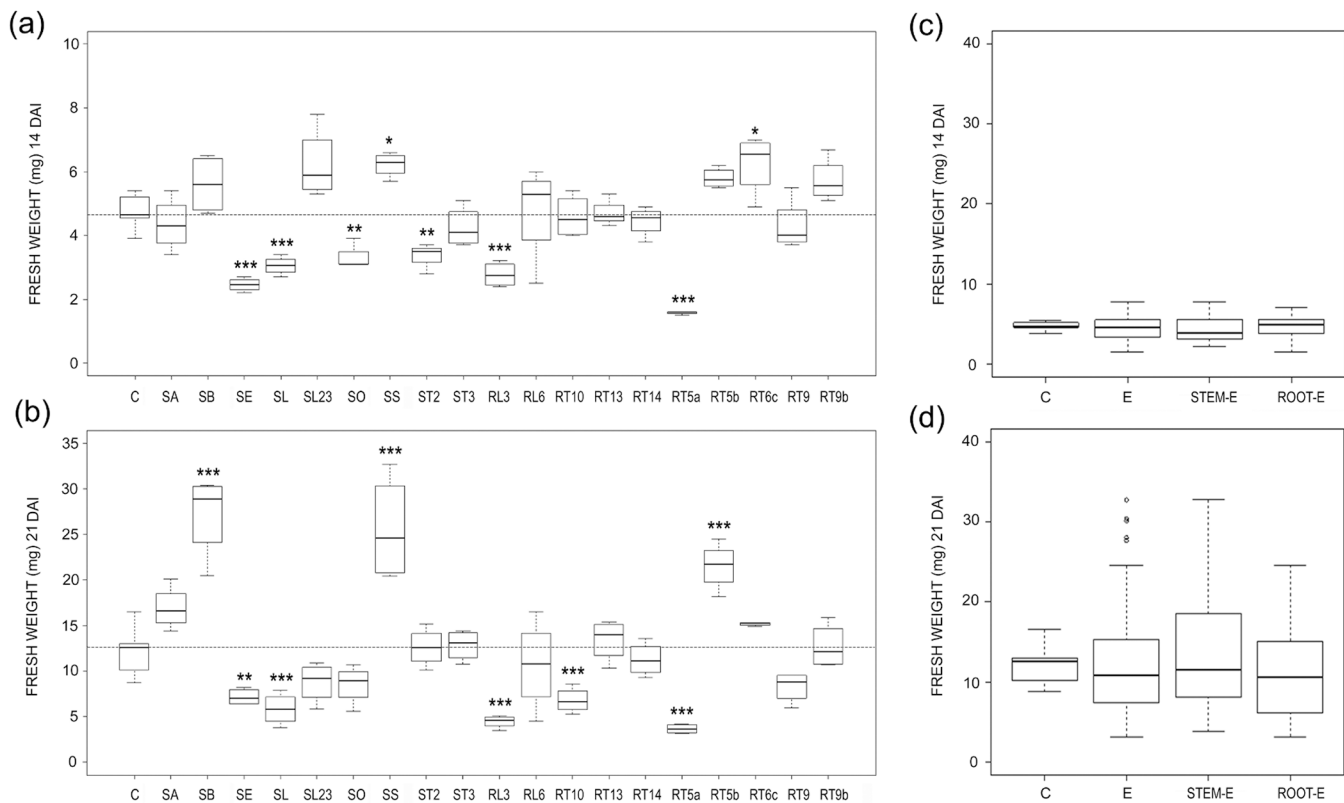 (a)
FRESH WEIGHT (mg) 14 DAI
10
8
6
4
2
0
*** *** ** * ** *** *** *
C SA SB SE SL SL23 SO SS ST2 ST3 RL3 RL6 RT10 RT13 RT14 RT5a RT5b RT6c RT9 RT9b
(b)
FRESH WEIGHT (mg) 21 DAI
35
30
25
20
15
10
5
0
*** ** *** *** *** *** *** ***
C SA SB SE SL SL23 SO SS ST2 ST3 RL3 RL6 RT10 RT13 RT14 RT5a RT5b RT6c RT9 RT9b
(c)
FRESH WEIGHT (mg) 14 DAI
40
30
20
10
0
C E STEM-E ROOT-E
(d)
FRESH WEIGHT (mg) 21 DAI
40
30
20
10
0
C E STEM-E ROOT-E